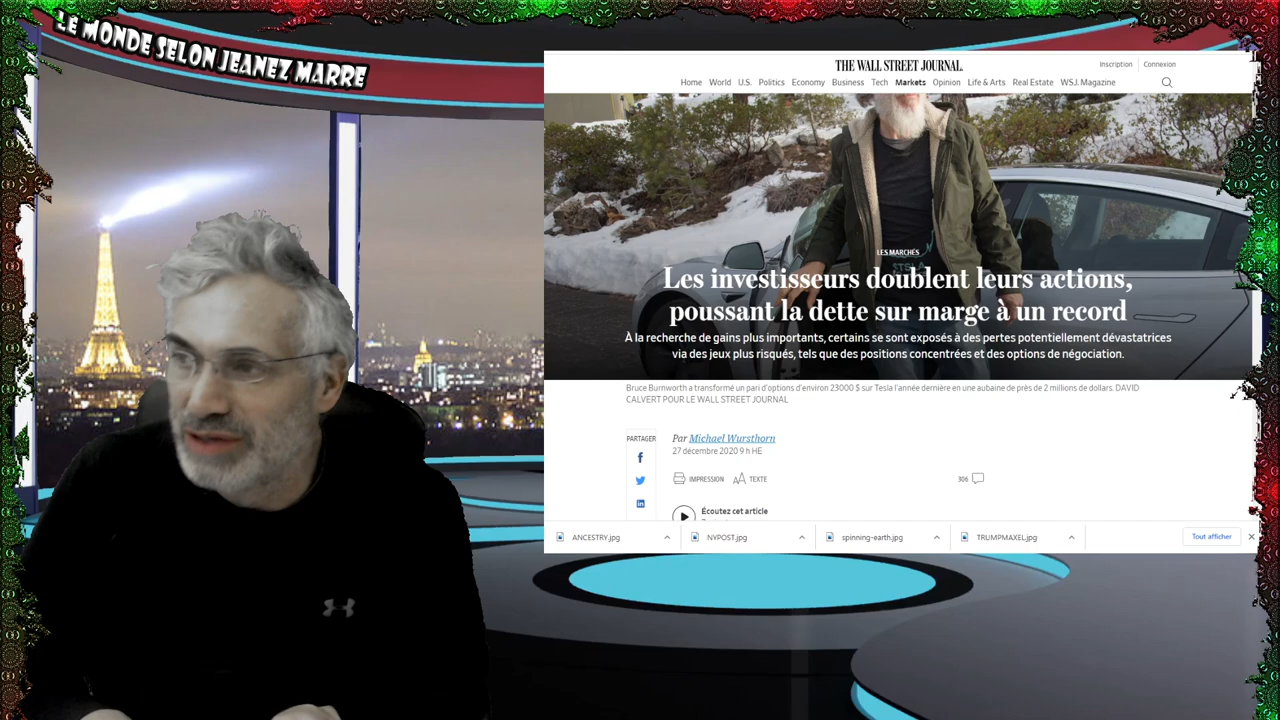 LE MONDE SELON JEANEZ MARRE
THE WALL STREET JOURNAL.
Inscription
Connexion
Home World U.S. Politics Economy Business Tech Markets Opinion Life & Arts Real Estate WSJ. Magazine
LES MARCHÉS
Les investisseurs doublent leurs actions,
poussant la dette sur marge à un record
À la recherche de gains plus importants, certains se sont exposés à des pertes potentiellement dévastatrices
via des jeux plus risqués, tels que des positions concentrées et des options de négociation.
Bruce Burnworth a transformé un pari d'options d'environ 23000 $ sur Tesla l'année dernière en une aubaine de près de 2 millions de dollars. DAVID
CALVERT POUR LE WALL STREET JOURNAL
PARTAGER
Par Michael Wursthorn
27 décembre 2020 9 h HE
IMPRESSION
AA TEXTE
306
Écoutez cet article
ANCESTRY.jpg
NYPOST.jpg
spinning-earth.jpg
TRUMPMAXEL.jpg
Tout afficher